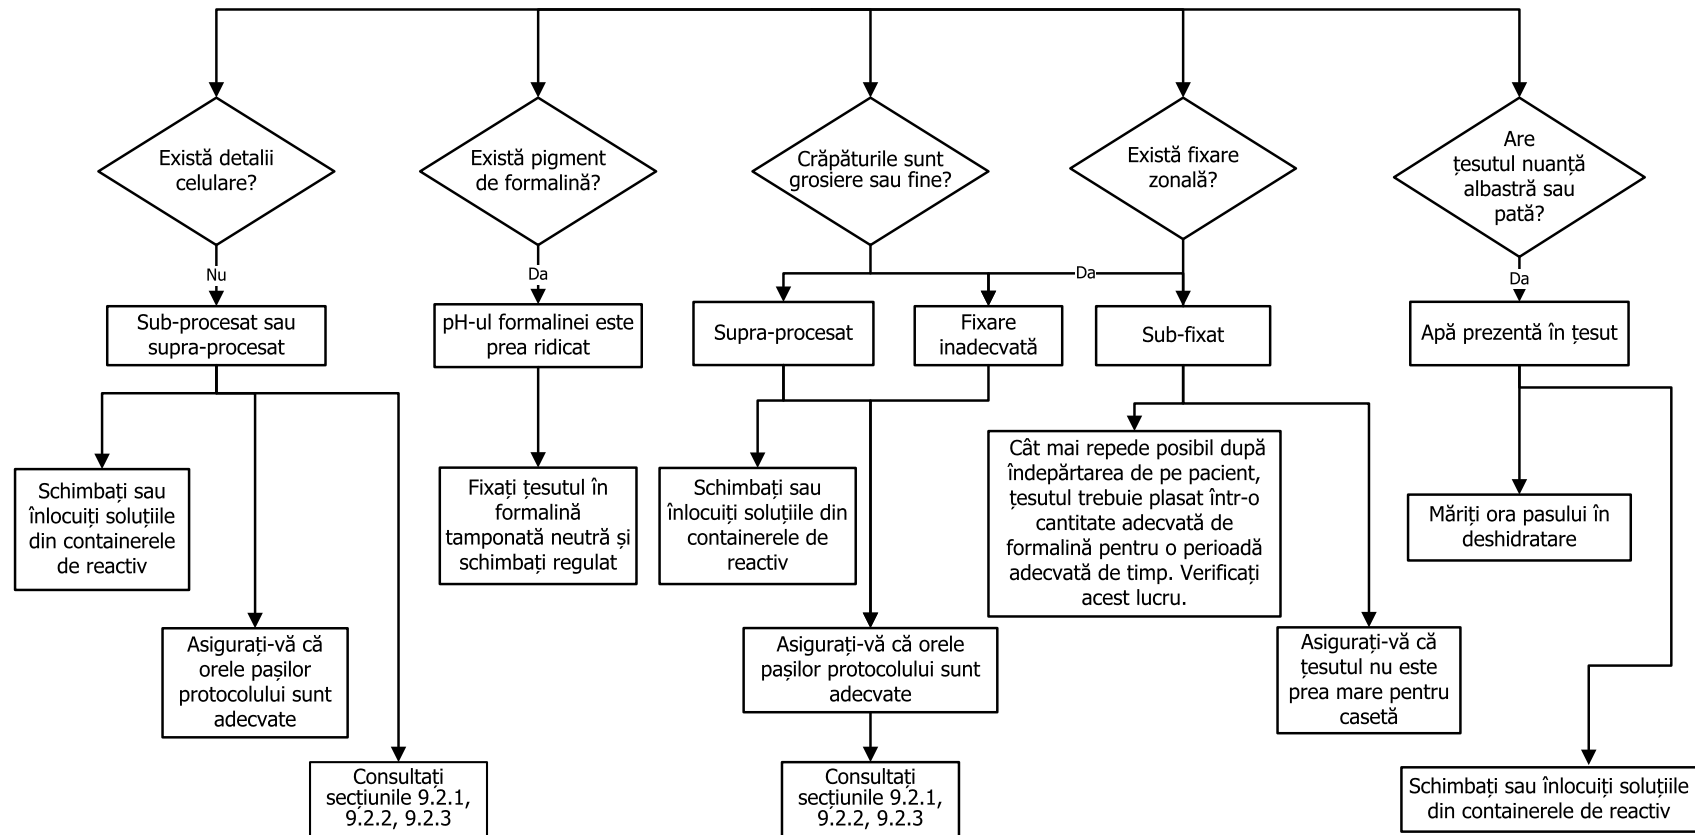 Există detalii
celulare?
Există pigment
de formalină?
Crăpăturile sunt
grosiere sau fine?
Există fixare
zonală?
Are
țesutul nuanță
albastră sau
pată?
Nu
Da
Da
Da
Sub-procesat sau
supra-procesat
pH-ul formalinei este
prea ridicat
Supra-procesat
Fixare
inadecvată
Sub-fixat
Apă prezentă în țesut
Schimbați sau
înlocuiți soluțiile
din containerele
de reactiv
Fixați țesutul în
formalină
tamponată neutră și
schimbați regulat
Schimbați sau
înlocuiți soluțiile din
containerele de
reactiv
Cât mai repede posibil după
îndepărtarea de pe pacient,
țesutul trebuie plasat într-o
cantitate adecvată de
formalină pentru o perioadă
adecvată de timp. Verificați
acest lucru.
Măriți ora pasului în
deshidratare
Asigurați-vă că
orele pașilor
protocolului sunt
adecvate
Asigurați-vă că orele
pașilor protocolului sunt
adecvate
Asigurați-vă că
țesutul nu este
prea mare pentru
casetă
Consultați
secțiunile 9.2.1,
9.2.2, 9.2.3
Consultați
secțiunile 9.2.1,
9.2.2, 9.2.3
Schimbați sau înlocuiți soluțiile
din containerele de reactiv